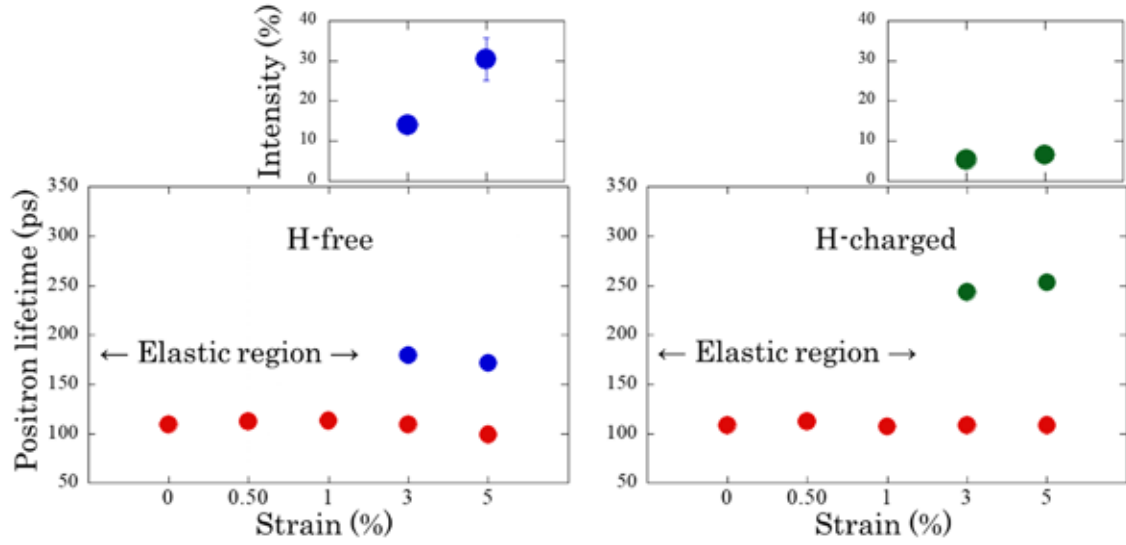 Intensity (%)
40
30
20
10
0
40
30
20
10
0
Positron lifetime (ps)
350
300
250
200
150
100
50
H-free
← Elastic region →
0 0.50 1 3 5
Strain (%)
350
300
250
200
150
100
50
H-charged
← Elastic region →
0 0.50 1 3 5
Strain (%)